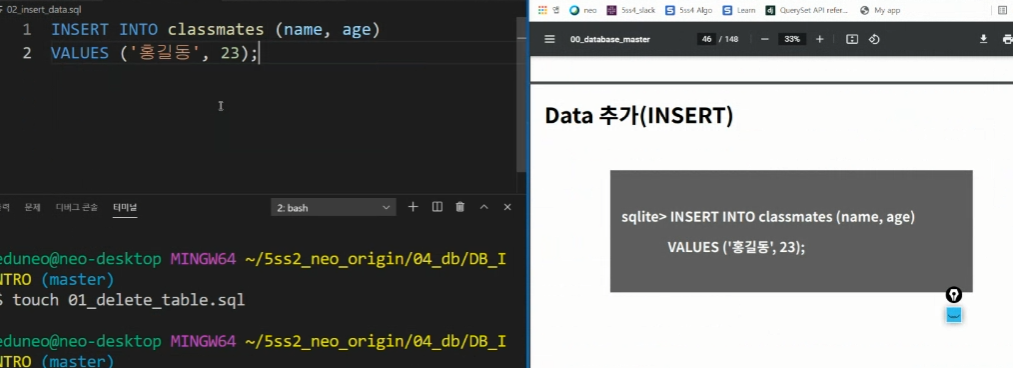 02_insert_data.sql
1 INSERT INTO classmates (name, age)
2 VALUES ('홍길동', 23);
문제 디버그 콘솔 터미널
2: bash
eduneo@neo-desktop MINGW64 ~/5ss2_neo_origin/04_db/DB_I
NTRO (master)
$ touch 01_delete_table.sql
eduneo@neo-desktop MINGW64 ~/5ss2_neo_origin/04_db/DB_I
NTRO (master)
앱 neo 5ss4_slack 5ss4 Algo Learn QuerySet API refer... My app
00_database_master 46 / 148 33%
Data 추가(INSERT)
sqlite> INSERT INTO classmates (name, age)
VALUES ('홍길동', 23);